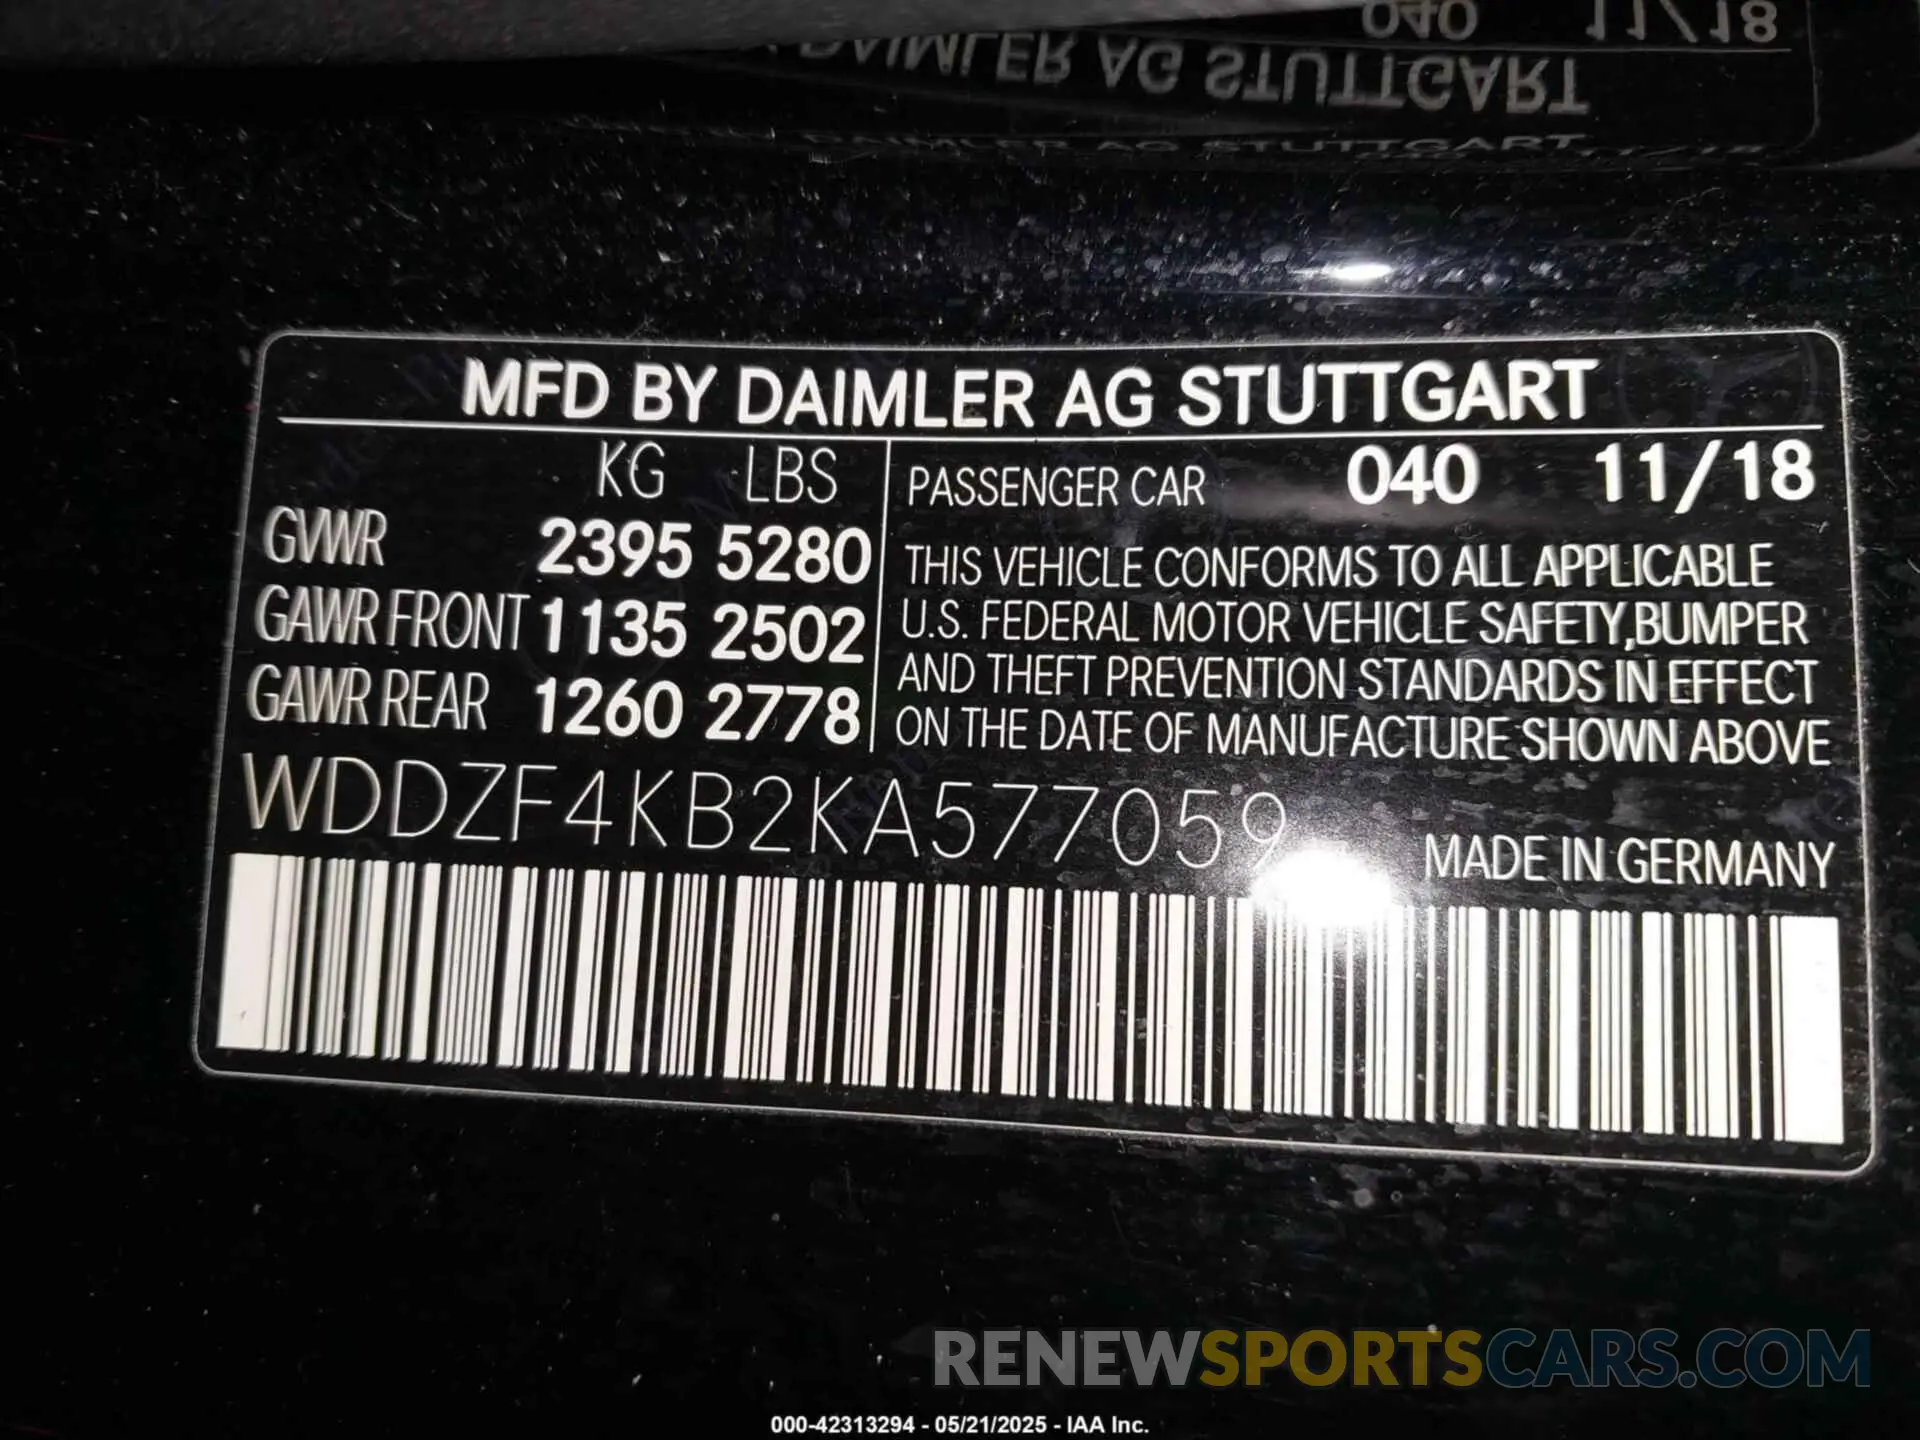 MFD BY DAIMLER AG STUTTGART
KG LBS
GVWR 2395 5280
GAWR FRONT 1135 2502
GAWR REAR 1260 2778
PASSENGER CAR 040 11/18
THIS VEHICLE CONFORMS TO ALL APPLICABLE
U.S. FEDERAL MOTOR VEHICLE SAFETY,BUMPER
AND THEFT PREVENTION STANDARDS IN EFFECT
ON THE DATE OF MANUFACTURE SHOWN ABOVE
WDDZF4KB2KA577059
MADE IN GERMANY
RENEWSPORTSCARS.COM
000-42313294 - 05/21/2025 - IAA Inc.